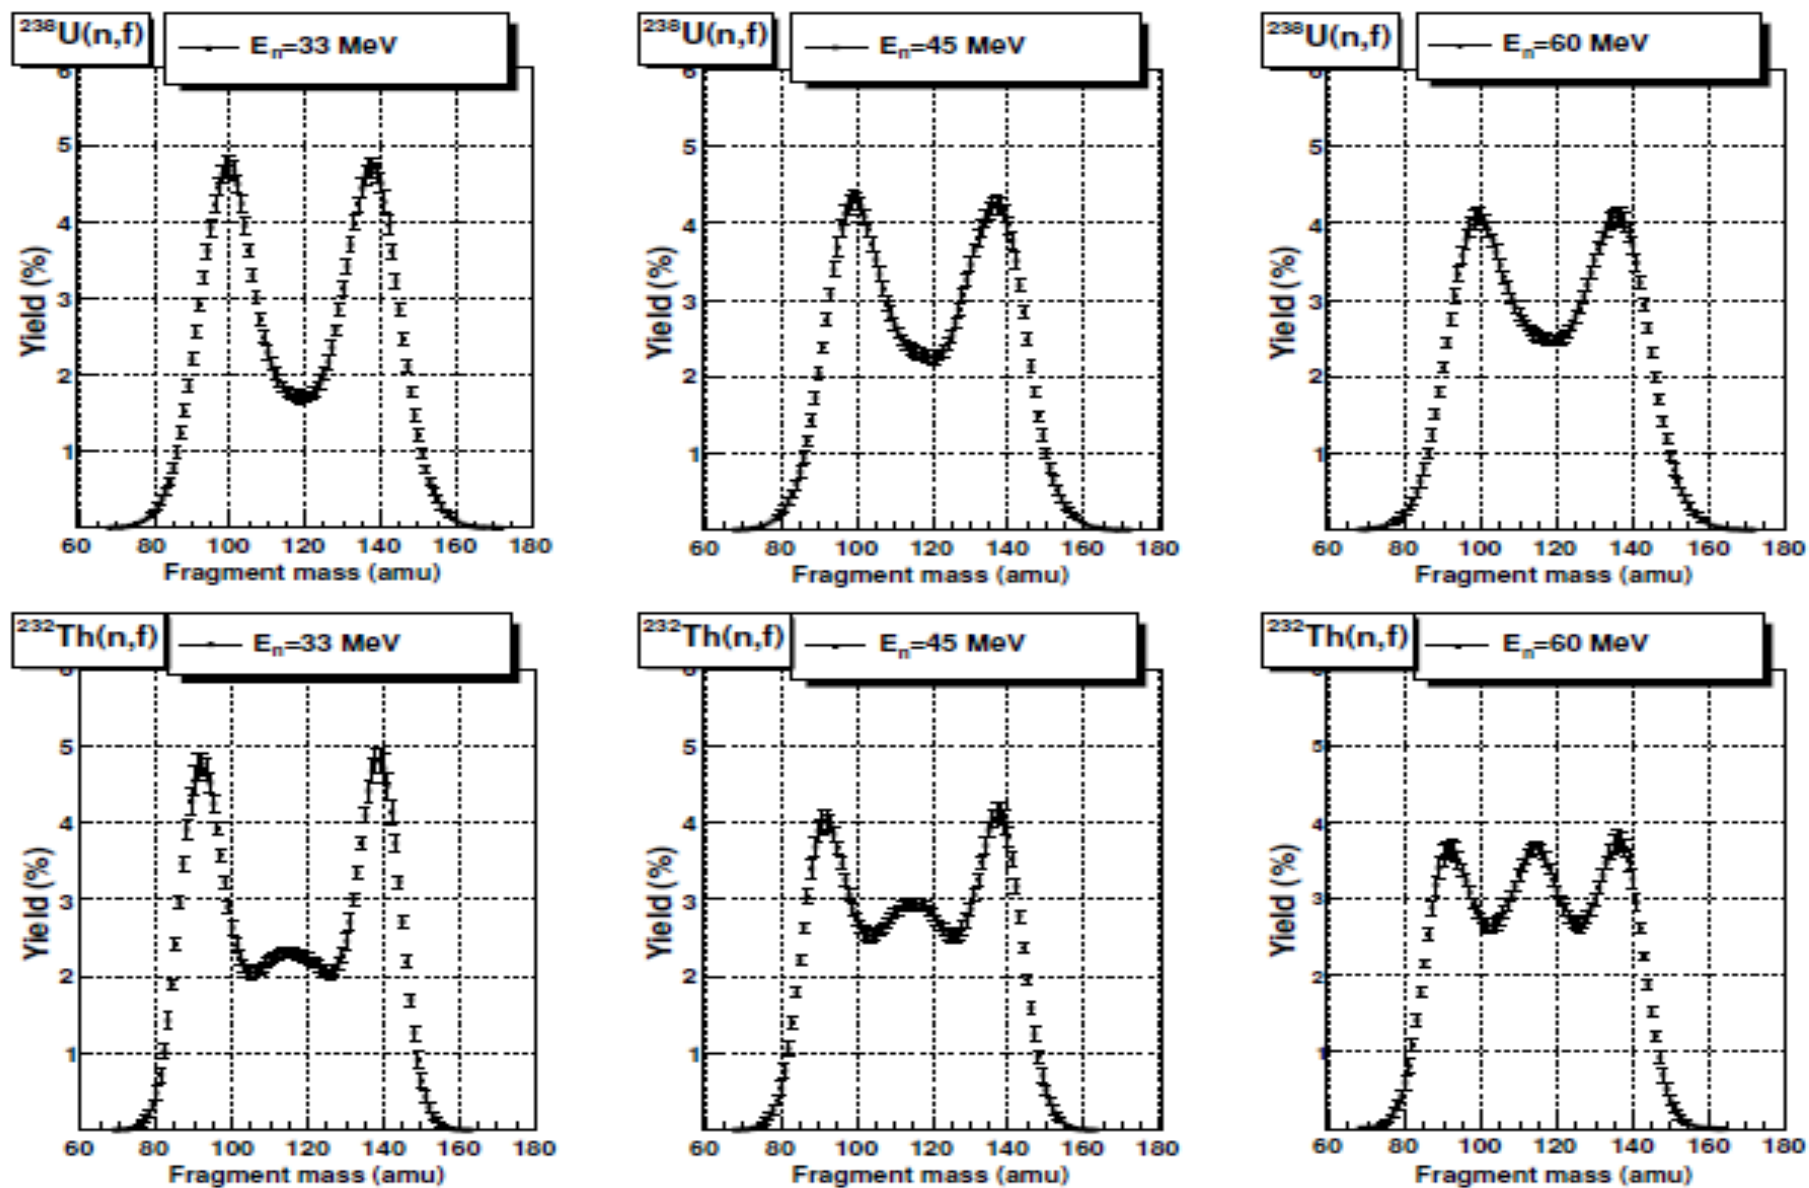 ²³⁸U(n,f) Eₙ=33 MeV
6
5
4
3
2
1
Yield (%)
60 80 100 120 140 160 180
Fragment mass (amu)
²³⁸U(n,f) Eₙ=45 MeV
6
5
4
3
2
1
Yield (%)
60 80 100 120 140 160 180
Fragment mass (amu)
²³⁸U(n,f) Eₙ=60 MeV
6
5
4
3
2
1
Yield (%)
60 80 100 120 140 160 180
Fragment mass (amu)
²³²Th(n,f) Eₙ=33 MeV
6
5
4
3
2
1
Yield (%)
60 80 100 120 140 160 180
Fragment mass (amu)
²³²Th(n,f) Eₙ=45 MeV
6
5
4
3
2
1
Yield (%)
60 80 100 120 140 160 180
Fragment mass (amu)
²³²Th(n,f) Eₙ=60 MeV
6
5
4
3
2
1
Yield (%)
60 80 100 120 140 160 180
Fragment mass (amu)